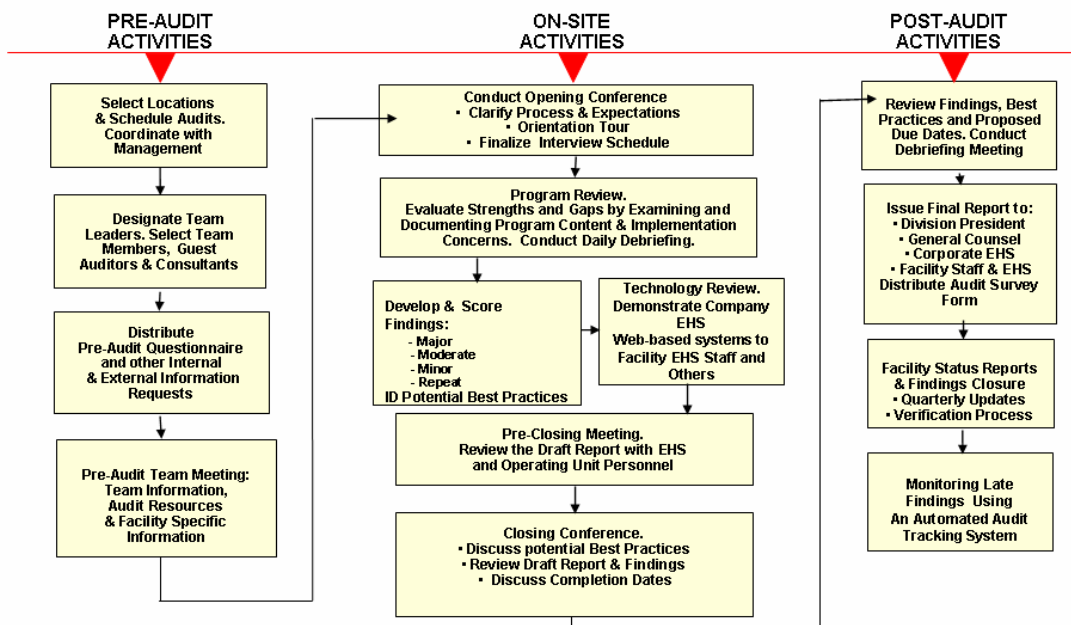 PRE-AUDIT
ACTIVITIES
ON-SITE
ACTIVITIES
POST-AUDIT
ACTIVITIES
Select Locations
& Schedule Audits.
Coordinate with
Management
Designate Team
Leaders. Select Team
Members, Guest
Auditors & Consultants
Distribute
Pre-Audit Questionnaire
and other Internal
& External Information
Requests
Pre-Audit Team Meeting:
Team Information,
Audit Resources
& Facility Specific
Information
Conduct Opening Conference
• Clarify Process & Expectations
• Orientation Tour
• Finalize Interview Schedule
Program Review.
Evaluate Strengths and Gaps by Examining and
Documenting Program Content & Implementation
Concerns. Conduct Daily Debriefing.
Develop & Score
Findings:
- Major
- Moderate
- Minor
- Repeat
ID Potential Best Practices
Technology Review.
Demonstrate Company
EHS
Web-based systems to
Facility EHS Staff and
Others
Pre-Closing Meeting.
Review the Draft Report with EHS
and Operating Unit Personnel
Closing Conference.
• Discuss potential Best Practices
• Review Draft Report & Findings
• Discuss Completion Dates
Review Findings, Best
Practices and Proposed
Due Dates. Conduct
Debriefing Meeting
Issue Final Report to:
• Division President
• General Counsel
• Corporate EHS
• Facility Staff & EHS
Distribute Audit Survey
Form
Facility Status Reports
& Findings Closure
• Quarterly Updates
• Verification Process
Monitoring Late
Findings Using
An Automated Audit
Tracking System